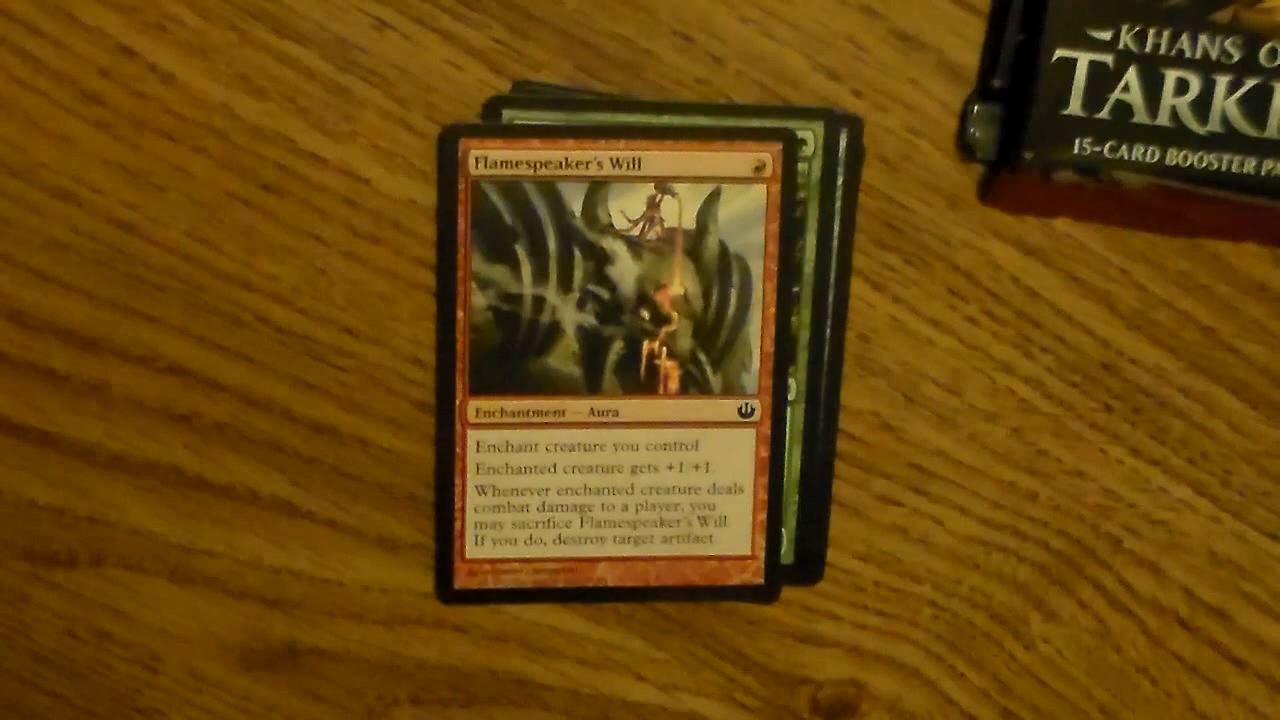 KHANS O
TARK
15-CARD BOOSTER PA
Flamespeaker's Will
Enchantment — Aura
Enchant creature you control
Enchanted creature gets +1 +1
Whenever enchanted creature deals
combat damage to a player, you
may sacrifice Flamespeaker's Will
If you do, destroy target artifact